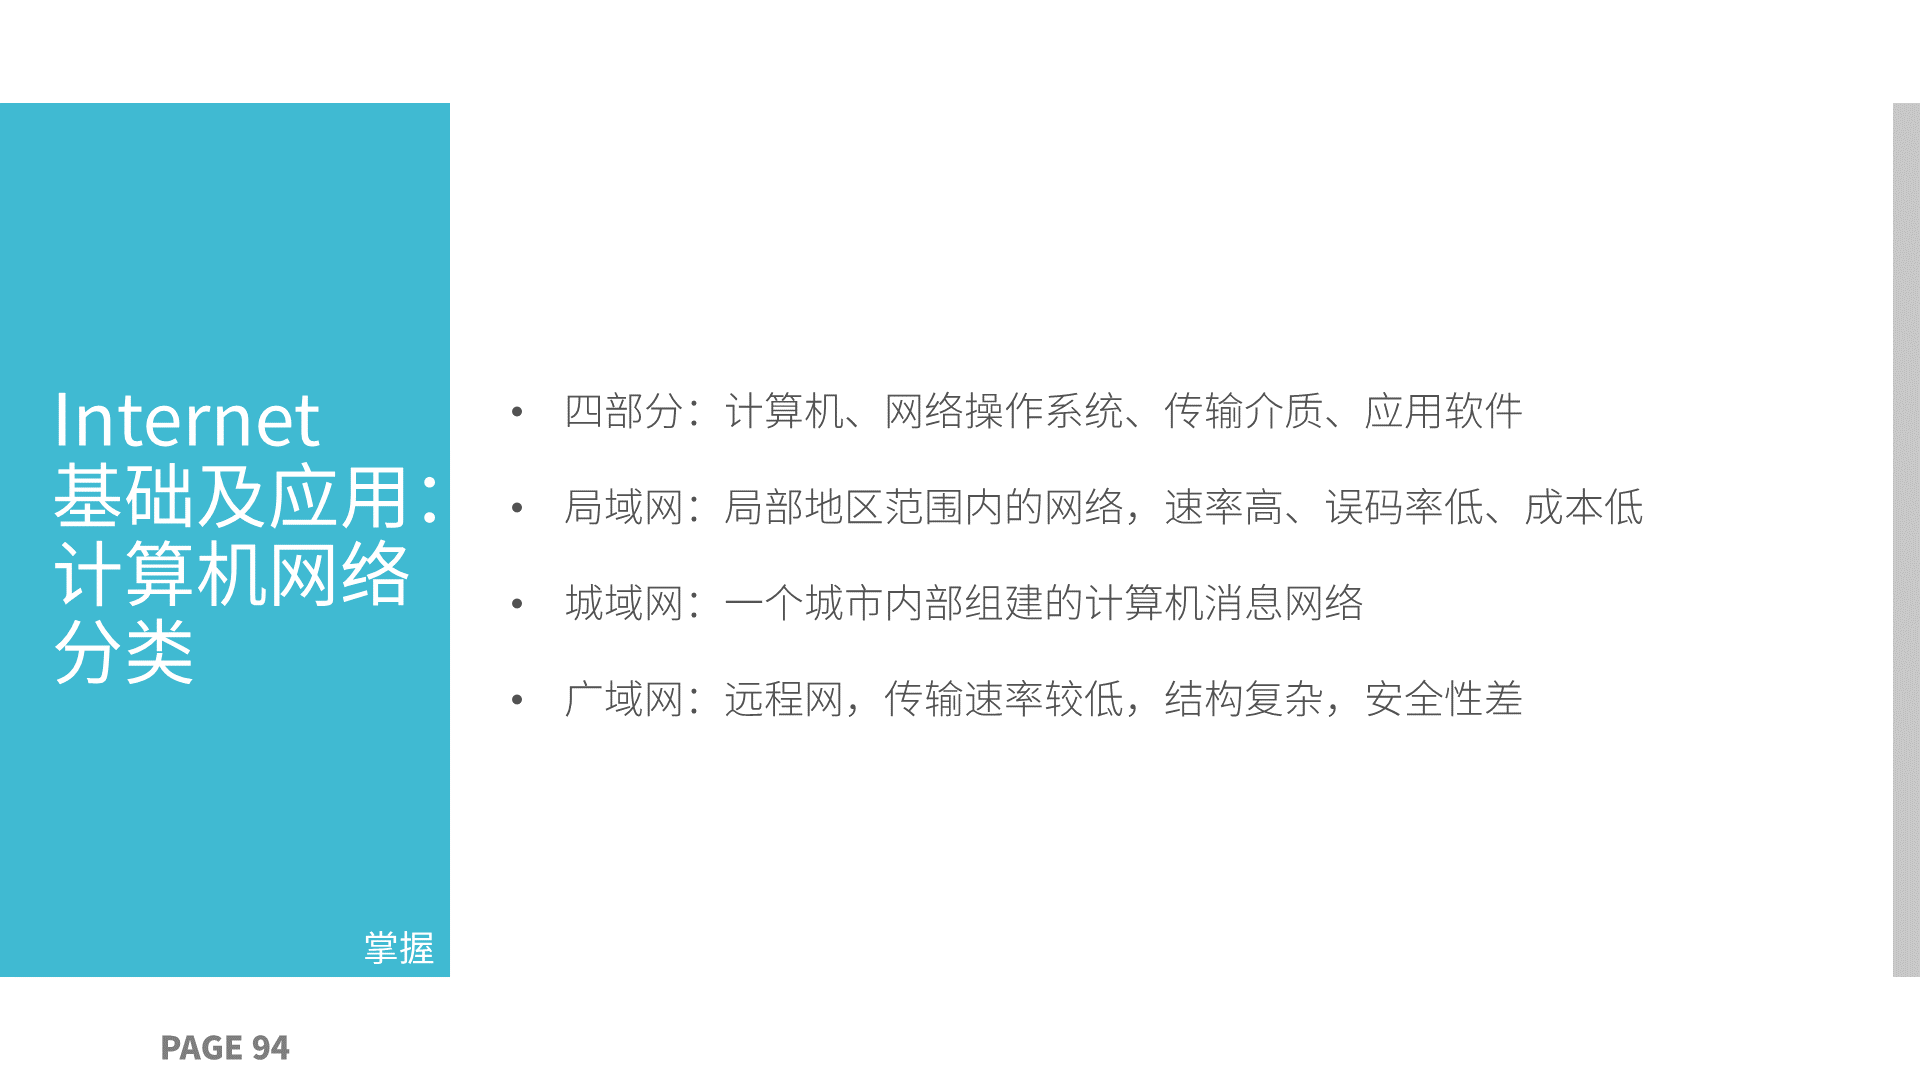 Internet
基础及应用：
计算机网络
分类
掌握
• 四部分：计算机、网络操作系统、传输介质、应用软件
• 局域网：局部地区范围内的网络，速率高、误码率低、成本低
• 城域网：一个城市内部组建的计算机消息网络
• 广域网：远程网，传输速率较低，结构复杂，安全性差
PAGE 94